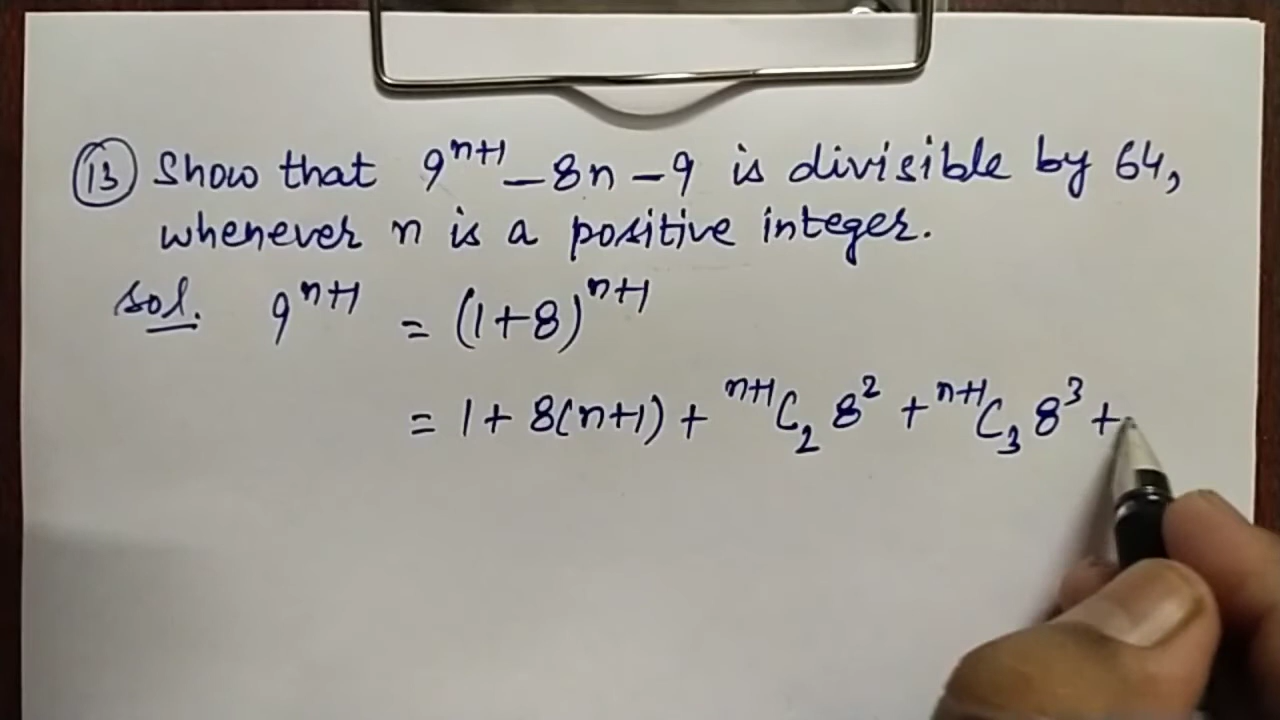 (13) Show that 9^{n+1} - 8n - 9 is divisible by 64,
whenever n is a positive integer.
Sol. 9^{n+1} = (1+8)^{n+1}
= 1 + 8(n+1) + ^{n+1}C_2 8^2 + ^{n+1}C_3 8^3 +